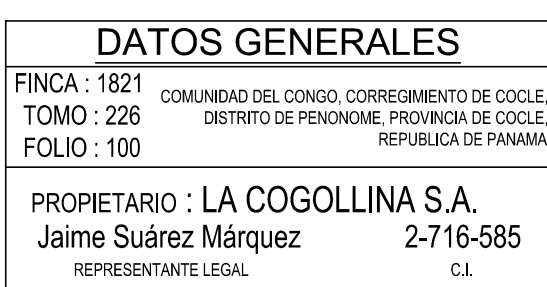 DATOS GENERALES
FINCA : 1821
TOMO : 226
FOLIO : 100
COMUNIDAD DEL CONGO, CORREGIMIENTO DE COCLE,
DISTRITO DE PENONOME, PROVINCIA DE COCLE,
REPUBLICA DE PANAMA
PROPIETARIO : LA COGOLLINA S.A.
Jaime Suárez Márquez 2-716-585
REPRESENTANTE LEGAL C.I.